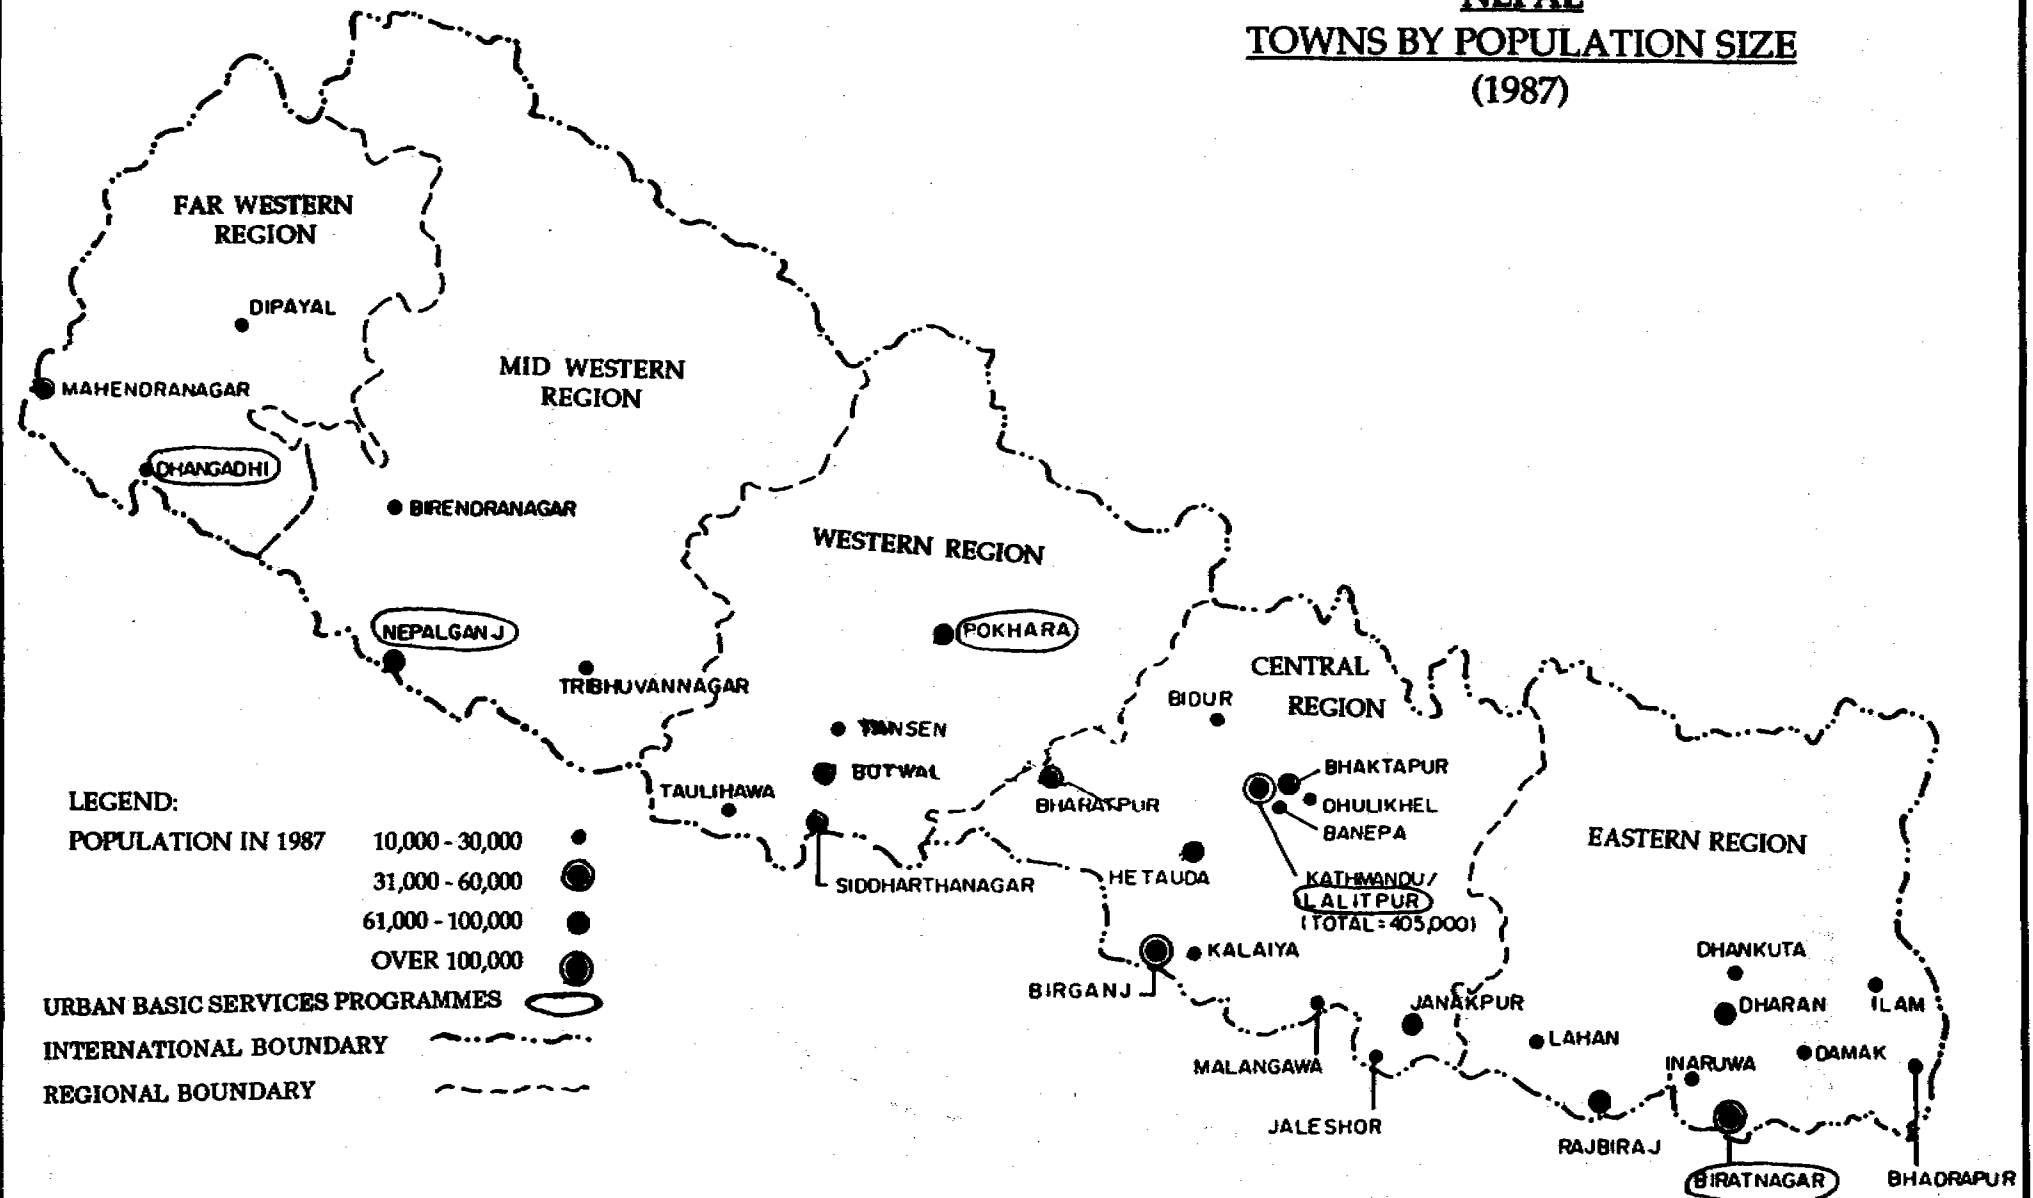 NEPAL
TOWNS BY POPULATION SIZE
(1987)
FAR WESTERN
REGION
DIPAYAL
MAHENDRANAGAR
DHANGADHI
MID WESTERN
REGION
BIRENDRANAGAR
NEPALGANJ
TRIBHUVANNAGAR
WESTERN REGION
POKHARA
TANSEN
BUTWAL
TAULIHAWA
SIDDHARTHANAGAR
CENTRAL
REGION
BIDUR
BHARATPUR
BHAKTAPUR
DHULIKHEL
BANEPA
HETAUDA
KATHMANDU/
LALITPUR
(TOTAL=405,000)
KALAIYA
BIRGANJ
MALANGAWA
JANAKPUR
JALESHOR
EASTERN REGION
DHANKUTA
DHARAN
ILAM
LAHAN
INARUWA
DAMAK
RAJBIRAJ
BIRATNAGAR
BHADRAPUR
LEGEND:
POPULATION IN 1987 10,000 - 30,000
31,000 - 60,000
61,000 - 100,000
OVER 100,000
URBAN BASIC SERVICES PROGRAMMES
INTERNATIONAL BOUNDARY
REGIONAL BOUNDARY